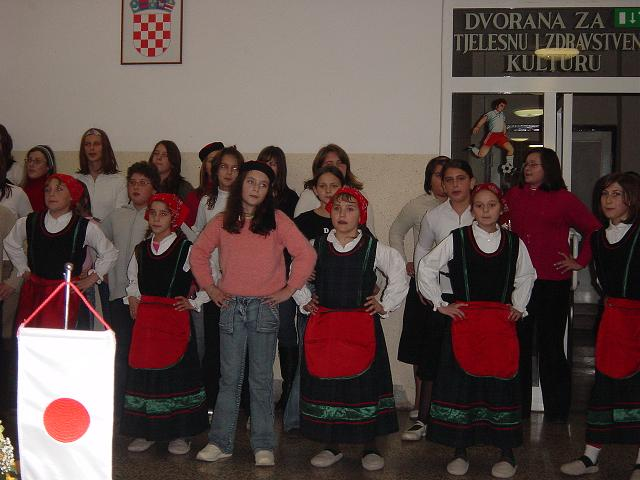 DVORANA ZA
TJELESNU I ZDRAVSTVENU
KULTURU